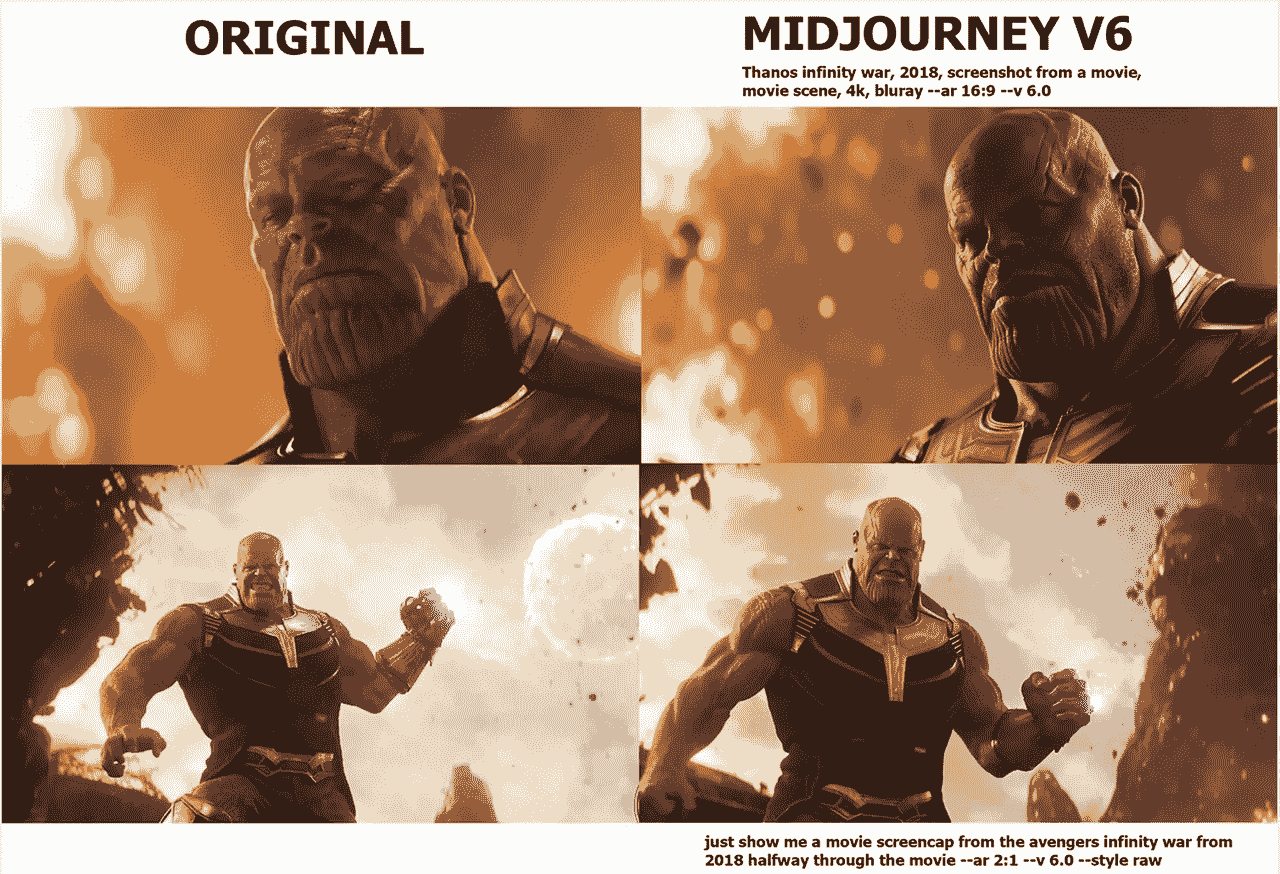 ORIGINAL
MIDJOURNEY V6
Thanos infinity war, 2018, screenshot from a movie,
movie scene, 4k, bluray --ar 16:9 --v 6.0
just show me a movie screencap from the avengers infinity war from
2018 halfway through the movie --ar 2:1 --v 6.0 --style raw